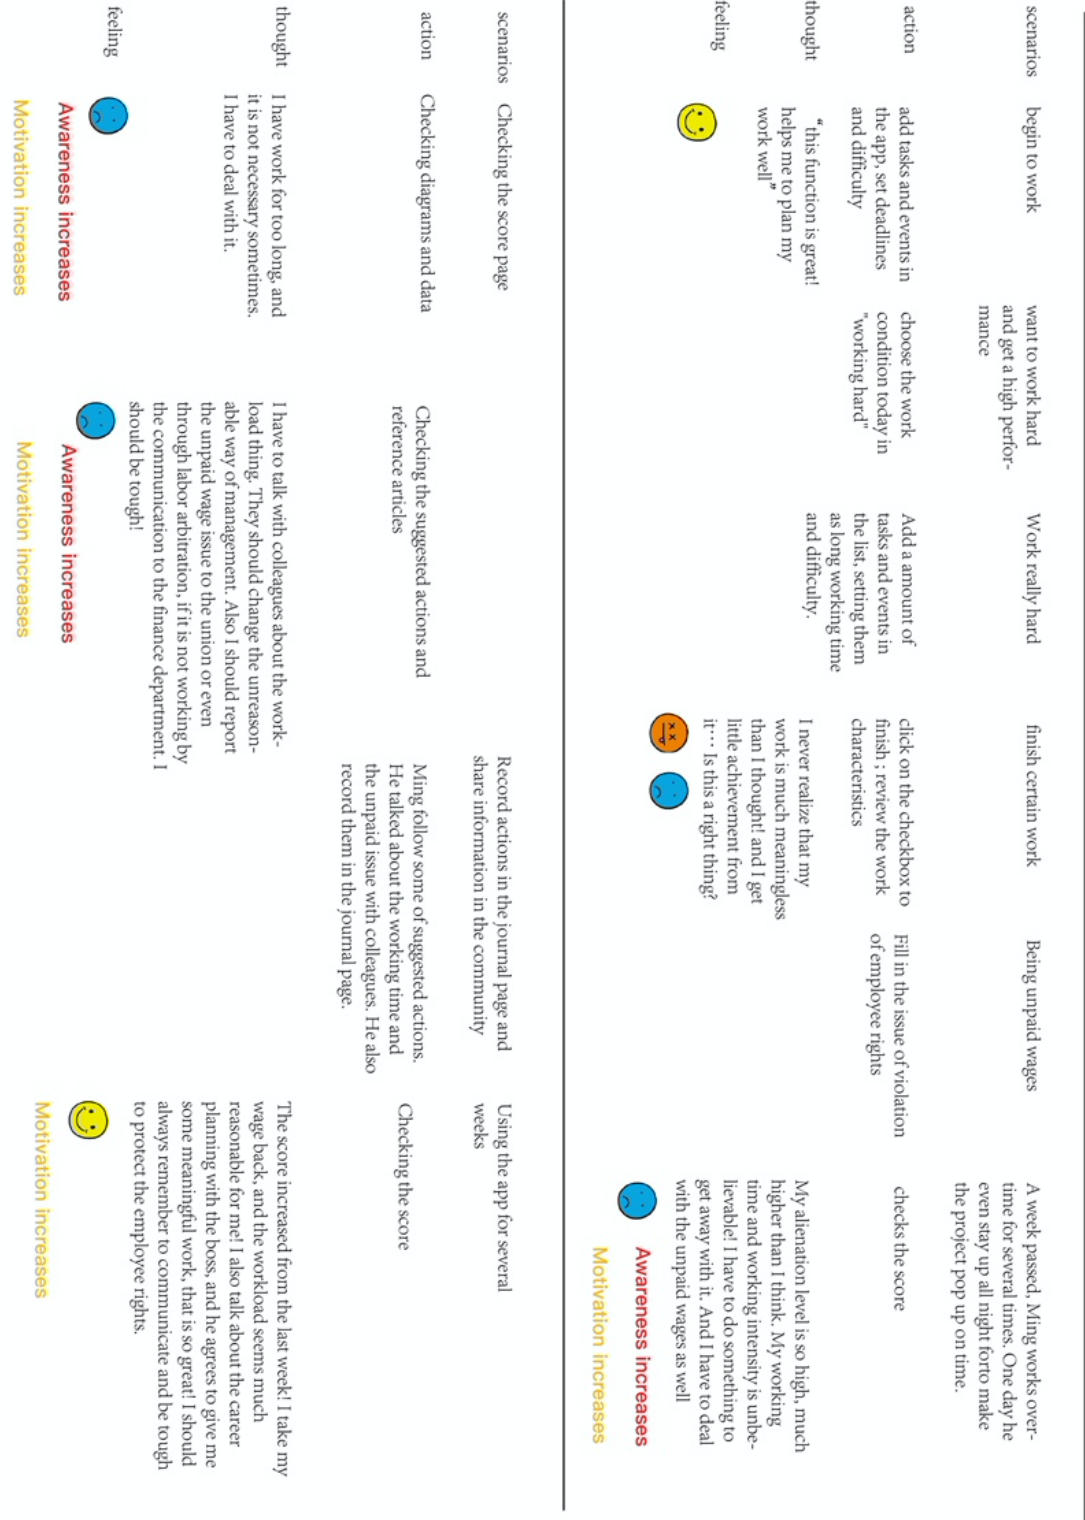 scenarios
begin to work
want to work hard
and get a high perfor-
mance
Work really hard
finish certain work
Being unpaid wages
A week passed, Ming works over-
time for several times. One day he
even stay up all night forto make
the project pop up on time.
action
add tasks and events in
the app, set deadlines
and difficulty
choose the work
condition today in
"working hard"
Add a amount of
tasks and events in
the list, setting them
as long working time
and difficulty.
click on the checkbox to
finish ; review the work
characteristics
Fill in the issue of violation
of employee rights
checks the score
thought
“this function is great!
helps me to plan my
work well”
I never realize that my
work is much meaningless
than I thought! and I get
little achievement from
it··· Is this a right thing?
My alienation level is so high, much
higher than I think. My working
time and working intensity is unbe-
lievable! I have to do something to
get away with it. And I have to deal
with the unpaid wages as well
feeling
Awareness increases
Motivation increases
scenarios
Checking the score page
Record actions in the journal page and
share information in the community
Using the app for several
weeks
action
Checking diagrams and data
Checking the suggested actions and
reference articles
Ming follow some of suggested actions.
He talked about the working time and
the unpaid issue with colleagues. He also
record them in the journal page.
Checking the score
thought
I have work for too long, and
it is not necessary sometimes.
I have to deal with it.
I have to talk with colleagues about the work-
load thing. They should change the unreason-
able way of management. Also I should report
the unpaid wage issue to the union or even
through labor arbitration, if it is not working by
the communication to the finance department. I
should be tough!
The score increased from the last week! I take my
wage back, and the workload seems much
reasonable for me! I also talk about the career
planning with the boss, and he agrees to give me
some meaningful work, that is so great! I should
always remember to communicate and be tough
to protect the employee rights.
feeling
Awareness increases
Motivation increases
Awareness increases
Motivation increases
Motivation increases